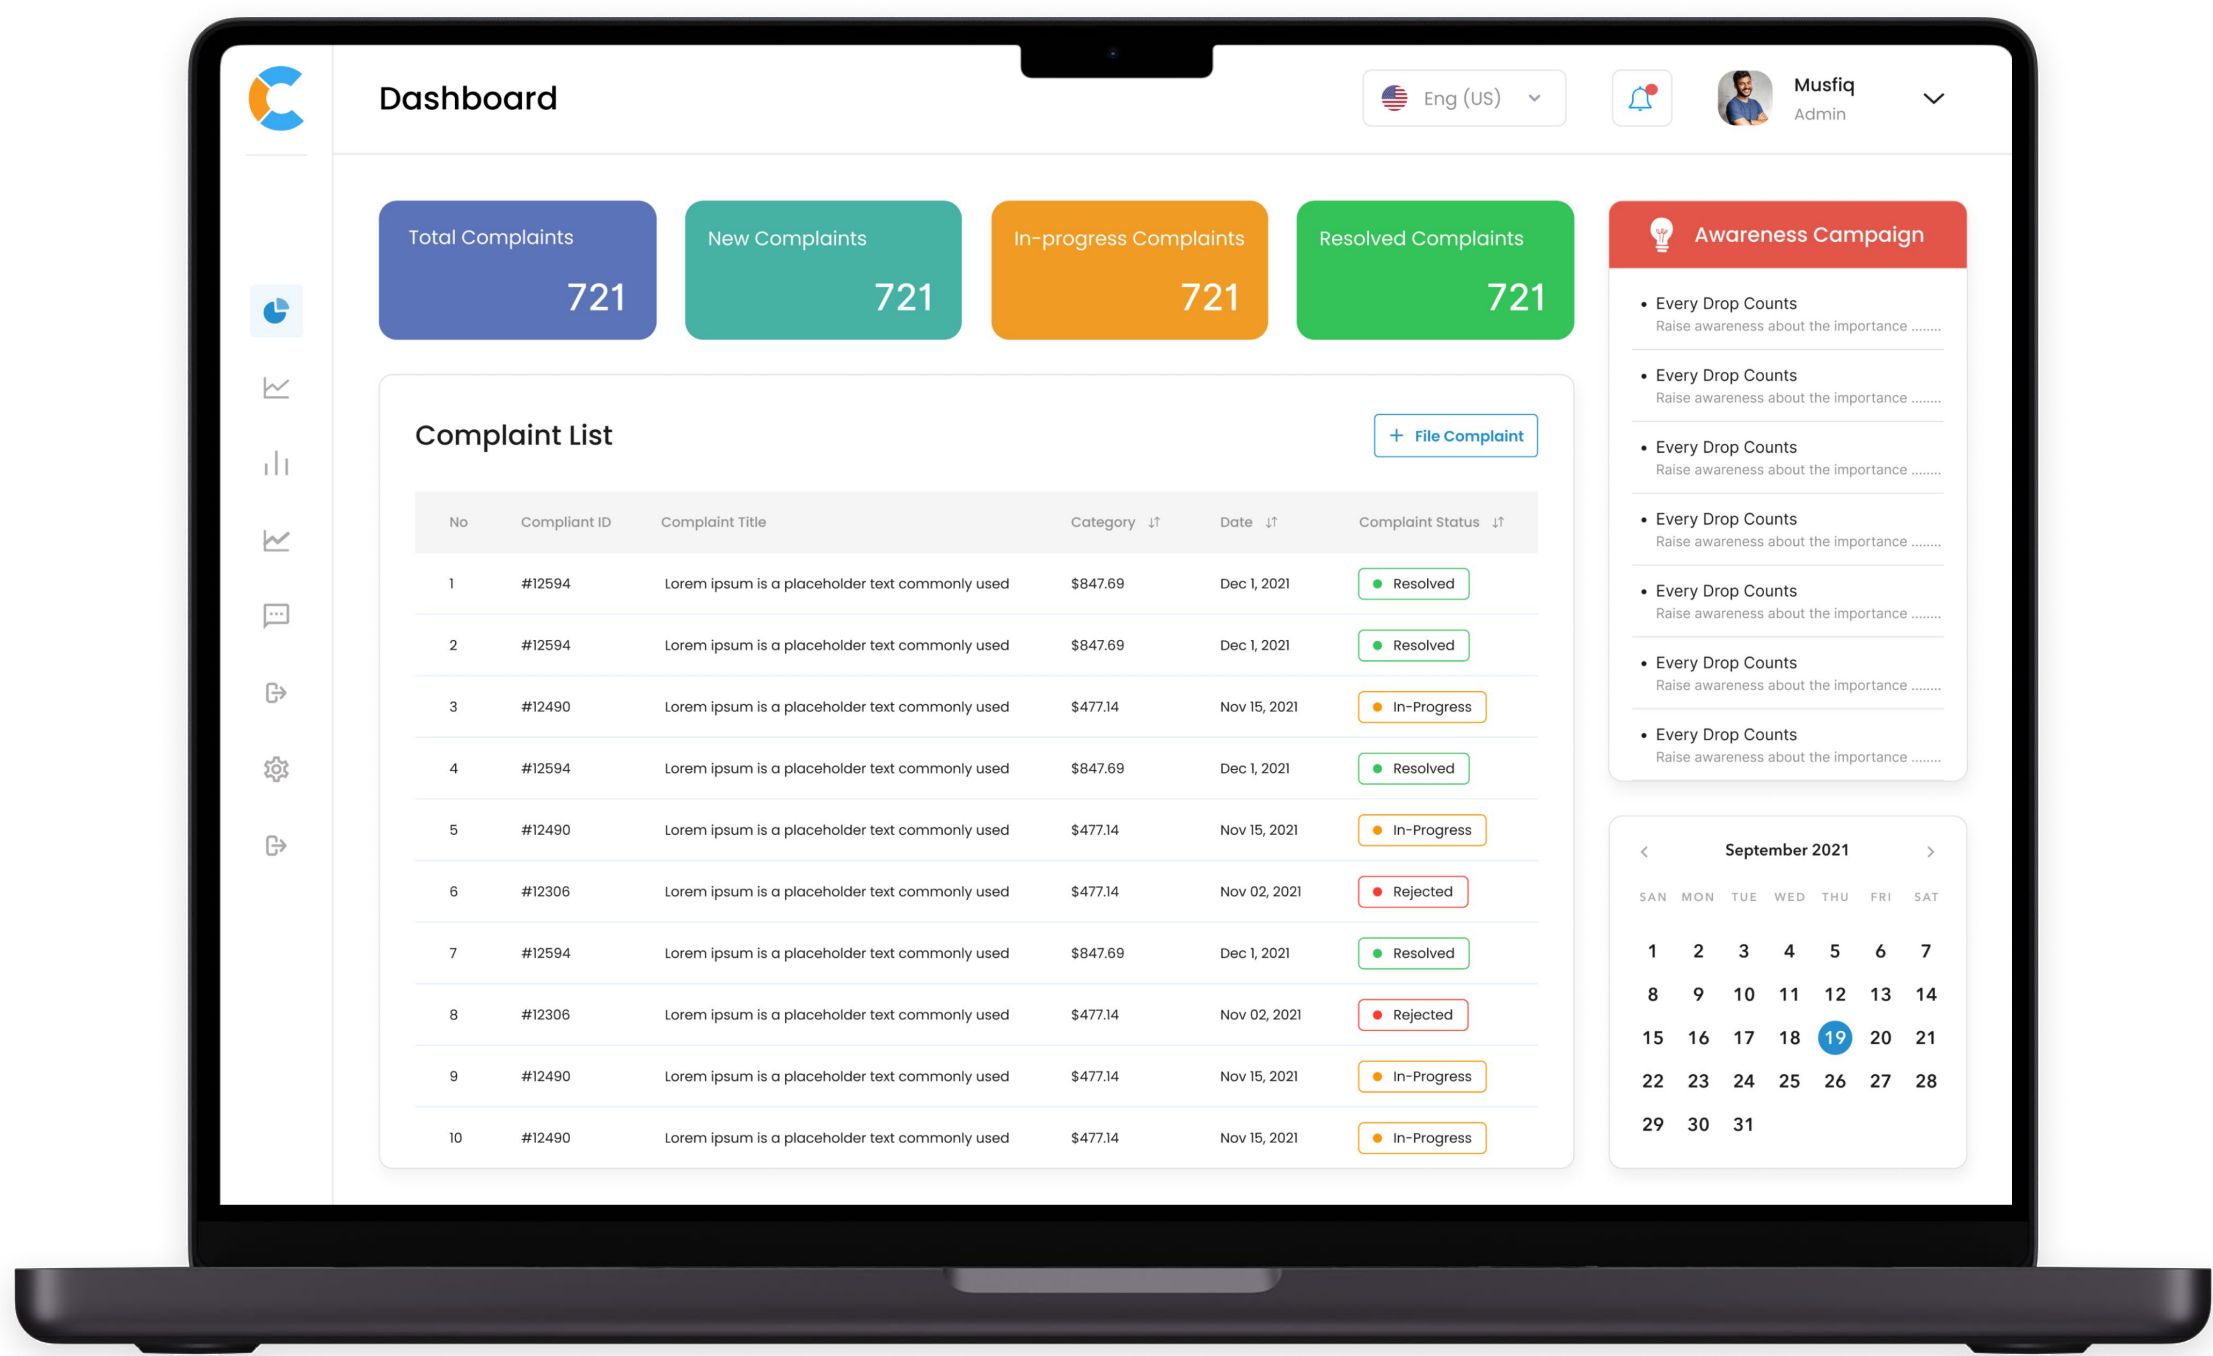 Dashboard
Eng (US)
Musfiq
Admin
Total Complaints
721
New Complaints
721
In-progress Complaints
721
Resolved Complaints
721
Complaint List
+ File Complaint
No Compliant ID Complaint Title Category Date Complaint Status
1 #12594 Lorem ipsum is a placeholder text commonly used $847.69 Dec 1, 2021 Resolved
2 #12594 Lorem ipsum is a placeholder text commonly used $847.69 Dec 1, 2021 Resolved
3 #12490 Lorem ipsum is a placeholder text commonly used $477.14 Nov 15, 2021 In-Progress
4 #12594 Lorem ipsum is a placeholder text commonly used $847.69 Dec 1, 2021 Resolved
5 #12490 Lorem ipsum is a placeholder text commonly used $477.14 Nov 15, 2021 In-Progress
6 #12306 Lorem ipsum is a placeholder text commonly used $477.14 Nov 02, 2021 Rejected
7 #12594 Lorem ipsum is a placeholder text commonly used $847.69 Dec 1, 2021 Resolved
8 #12306 Lorem ipsum is a placeholder text commonly used $477.14 Nov 02, 2021 Rejected
9 #12490 Lorem ipsum is a placeholder text commonly used $477.14 Nov 15, 2021 In-Progress
10 #12490 Lorem ipsum is a placeholder text commonly used $477.14 Nov 15, 2021 In-Progress
Awareness Campaign
• Every Drop Counts
Raise awareness about the importance ........
• Every Drop Counts
Raise awareness about the importance ........
• Every Drop Counts
Raise awareness about the importance ........
• Every Drop Counts
Raise awareness about the importance ........
• Every Drop Counts
Raise awareness about the importance ........
• Every Drop Counts
Raise awareness about the importance ........
• Every Drop Counts
Raise awareness about the importance ........
September 2021
SAN MON TUE WED THU FRI SAT
1 2 3 4 5 6 7
8 9 10 11 12 13 14
15 16 17 18 19 20 21
22 23 24 25 26 27 28
29 30 31